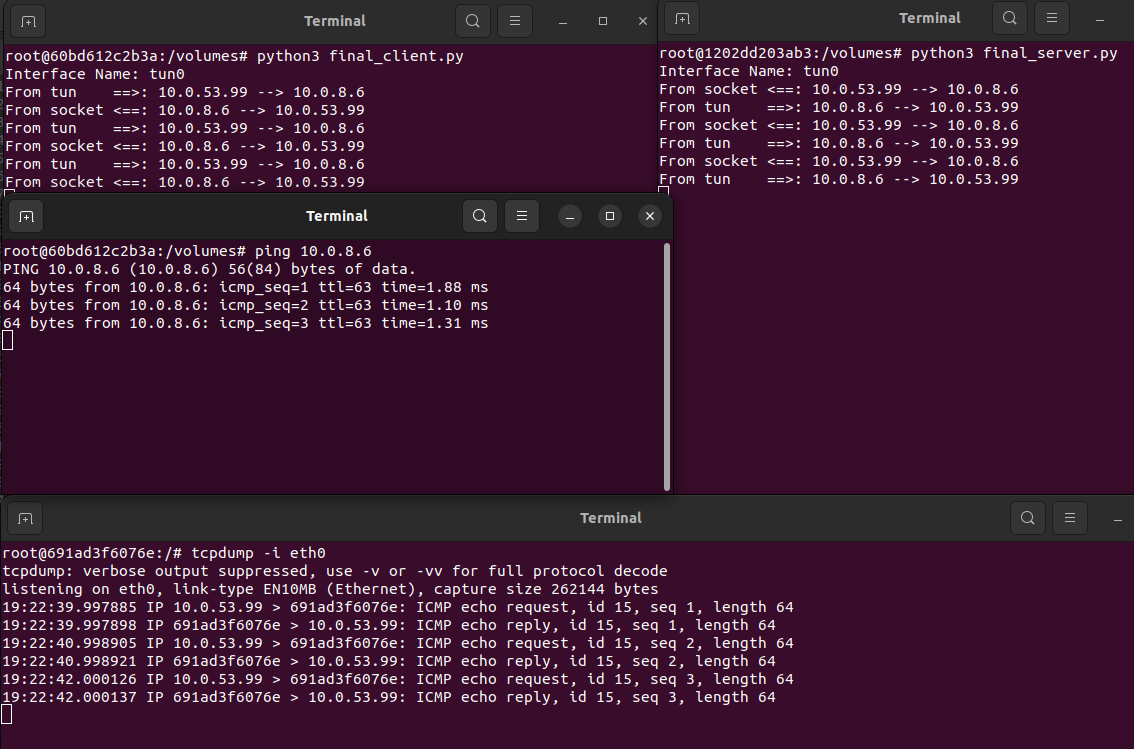 Terminal
root@60bd612c2b3a:/volumes# python3 final_client.py
Interface Name: tun0
From tun    ==>: 10.0.53.99 --> 10.0.8.6
From socket <==: 10.0.8.6 --> 10.0.53.99
From tun    ==>: 10.0.53.99 --> 10.0.8.6
From socket <==: 10.0.8.6 --> 10.0.53.99
From tun    ==>: 10.0.53.99 --> 10.0.8.6
From socket <==: 10.0.8.6 --> 10.0.53.99
Terminal
root@1202dd203ab3:/volumes# python3 final_server.py
Interface Name: tun0
From socket <==: 10.0.53.99 --> 10.0.8.6
From tun    ==>: 10.0.8.6 --> 10.0.53.99
From socket <==: 10.0.53.99 --> 10.0.8.6
From tun    ==>: 10.0.8.6 --> 10.0.53.99
From socket <==: 10.0.53.99 --> 10.0.8.6
From tun    ==>: 10.0.8.6 --> 10.0.53.99
Terminal
root@60bd612c2b3a:/volumes# ping 10.0.8.6
PING 10.0.8.6 (10.0.8.6) 56(84) bytes of data.
64 bytes from 10.0.8.6: icmp_seq=1 ttl=63 time=1.88 ms
64 bytes from 10.0.8.6: icmp_seq=2 ttl=63 time=1.10 ms
64 bytes from 10.0.8.6: icmp_seq=3 ttl=63 time=1.31 ms
Terminal
root@691ad3f6076e:/# tcpdump -i eth0
tcpdump: verbose output suppressed, use -v or -vv for full protocol decode
listening on eth0, link-type EN10MB (Ethernet), capture size 262144 bytes
19:22:39.997885 IP 10.0.53.99 > 691ad3f6076e: ICMP echo request, id 15, seq 1, length 64
19:22:39.997898 IP 691ad3f6076e > 10.0.53.99: ICMP echo reply, id 15, seq 1, length 64
19:22:40.998905 IP 10.0.53.99 > 691ad3f6076e: ICMP echo request, id 15, seq 2, length 64
19:22:40.998921 IP 691ad3f6076e > 10.0.53.99: ICMP echo reply, id 15, seq 2, length 64
19:22:42.000126 IP 10.0.53.99 > 691ad3f6076e: ICMP echo request, id 15, seq 3, length 64
19:22:42.000137 IP 691ad3f6076e > 10.0.53.99: ICMP echo reply, id 15, seq 3, length 64